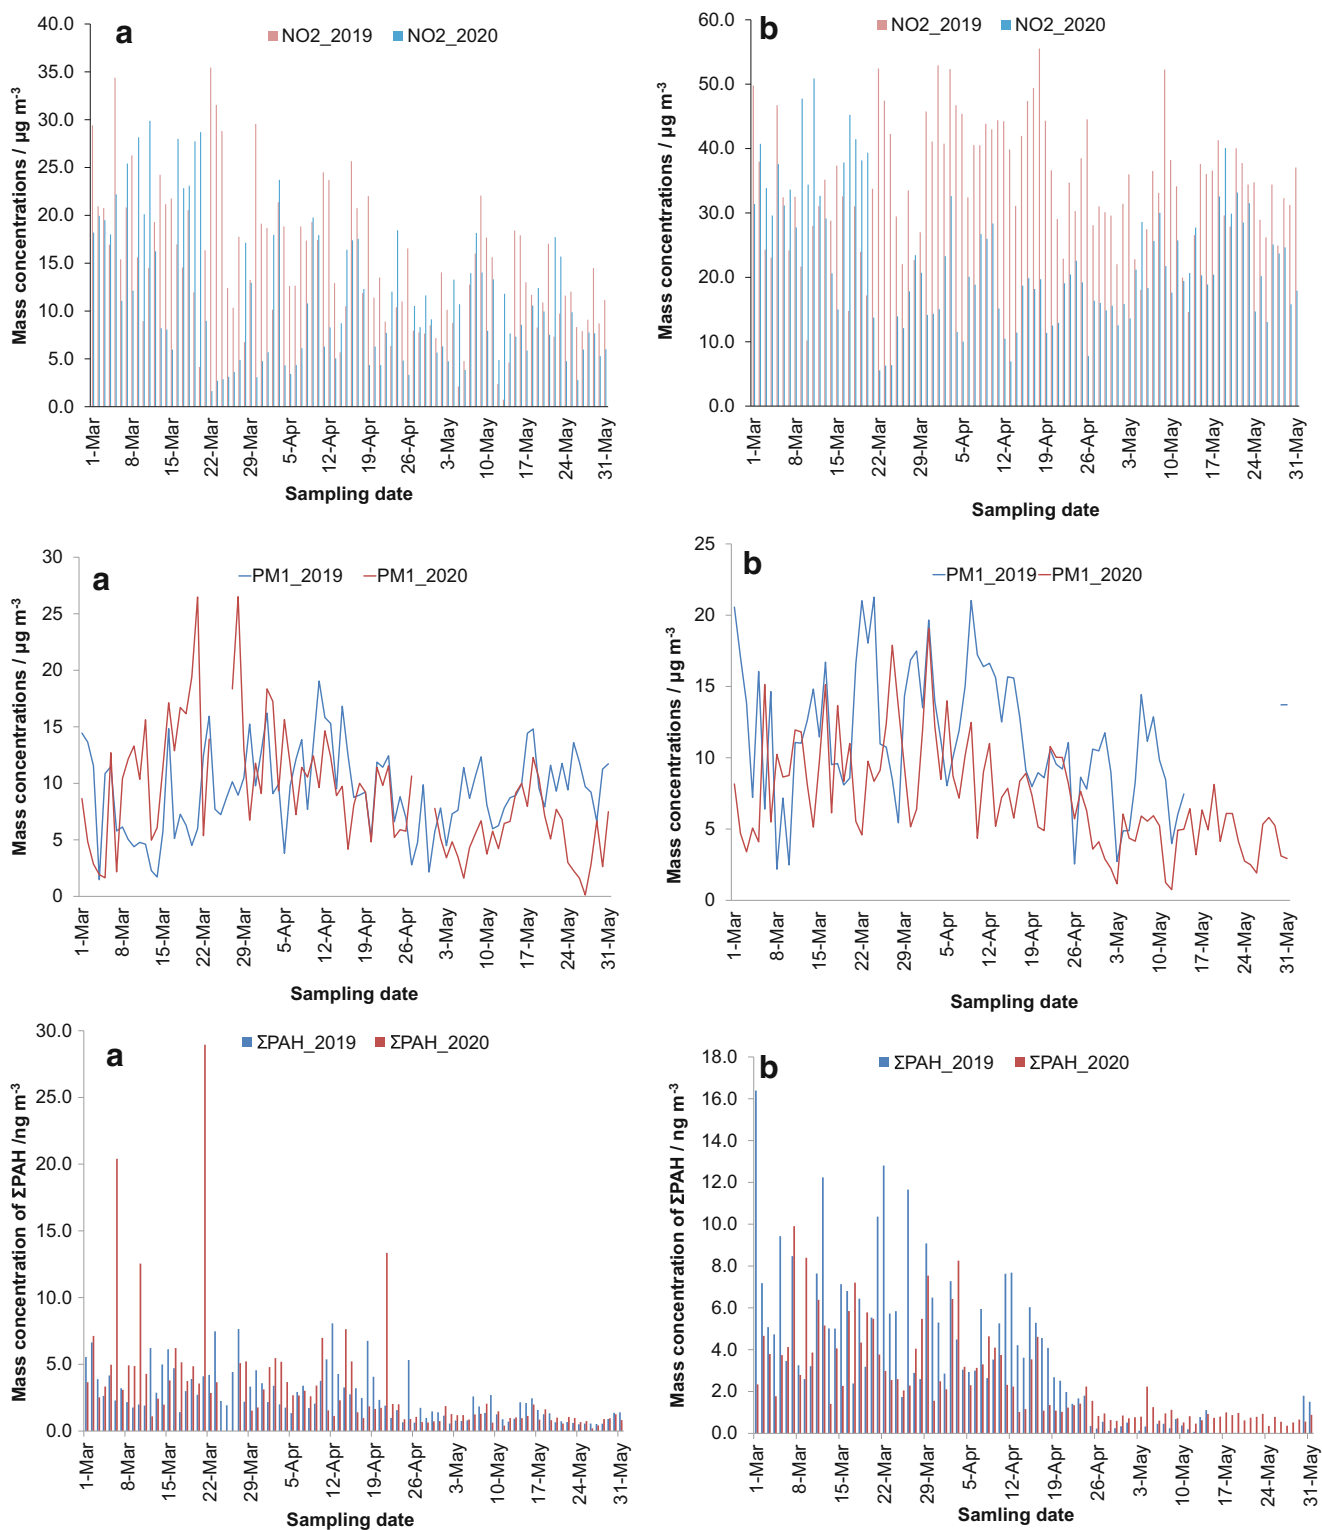 a
NO2_2019 NO2_2020
Mass concentrations / µg m-3
40.0
35.0
30.0
25.0
20.0
15.0
10.0
5.0
0.0
1-Mar 8-Mar 15-Mar 22-Mar 29-Mar 5-Apr 12-Apr 19-Apr 26-Apr 3-May 10-May 17-May 24-May 31-May
Sampling date
b
NO2_2019 NO2_2020
Mass concentrations / µg m-3
60.0
50.0
40.0
30.0
20.0
10.0
0.0
1-Mar 8-Mar 15-Mar 22-Mar 29-Mar 5-Apr 12-Apr 19-Apr 26-Apr 3-May 10-May 17-May 24-May 31-May
Sampling date
a
PM1_2019 PM1_2020
Mass concentrations / µg m-3
30
25
20
15
10
5
0
1-Mar 8-Mar 15-Mar 22-Mar 29-Mar 5-Apr 12-Apr 19-Apr 26-Apr 3-May 10-May 17-May 24-May 31-May
Sampling date
b
PM1_2019 PM1_2020
Mass concentrations / µg m-3
25
20
15
10
5
0
1-Mar 8-Mar 15-Mar 22-Mar 29-Mar 5-Apr 12-Apr 19-Apr 26-Apr 3-May 10-May 17-May 24-May 31-May
Sampling date
a
ΣPAH_2019 ΣPAH_2020
Mass concentration of ΣPAH /ng m-3
30.0
25.0
20.0
15.0
10.0
5.0
0.0
1-Mar 8-Mar 15-Mar 22-Mar 29-Mar 5-Apr 12-Apr 19-Apr 26-Apr 3-May 10-May 17-May 24-May 31-May
Sampling date
b
ΣPAH_2019 ΣPAH_2020
Mass concentration of ΣPAH / ng m-3
18.0
16.0
14.0
12.0
10.0
8.0
6.0
4.0
2.0
0.0
1-Mar 8-Mar 15-Mar 22-Mar 29-Mar 5-Apr 12-Apr 19-Apr 26-Apr 3-May 10-May 17-May 24-May 31-May
Samling date